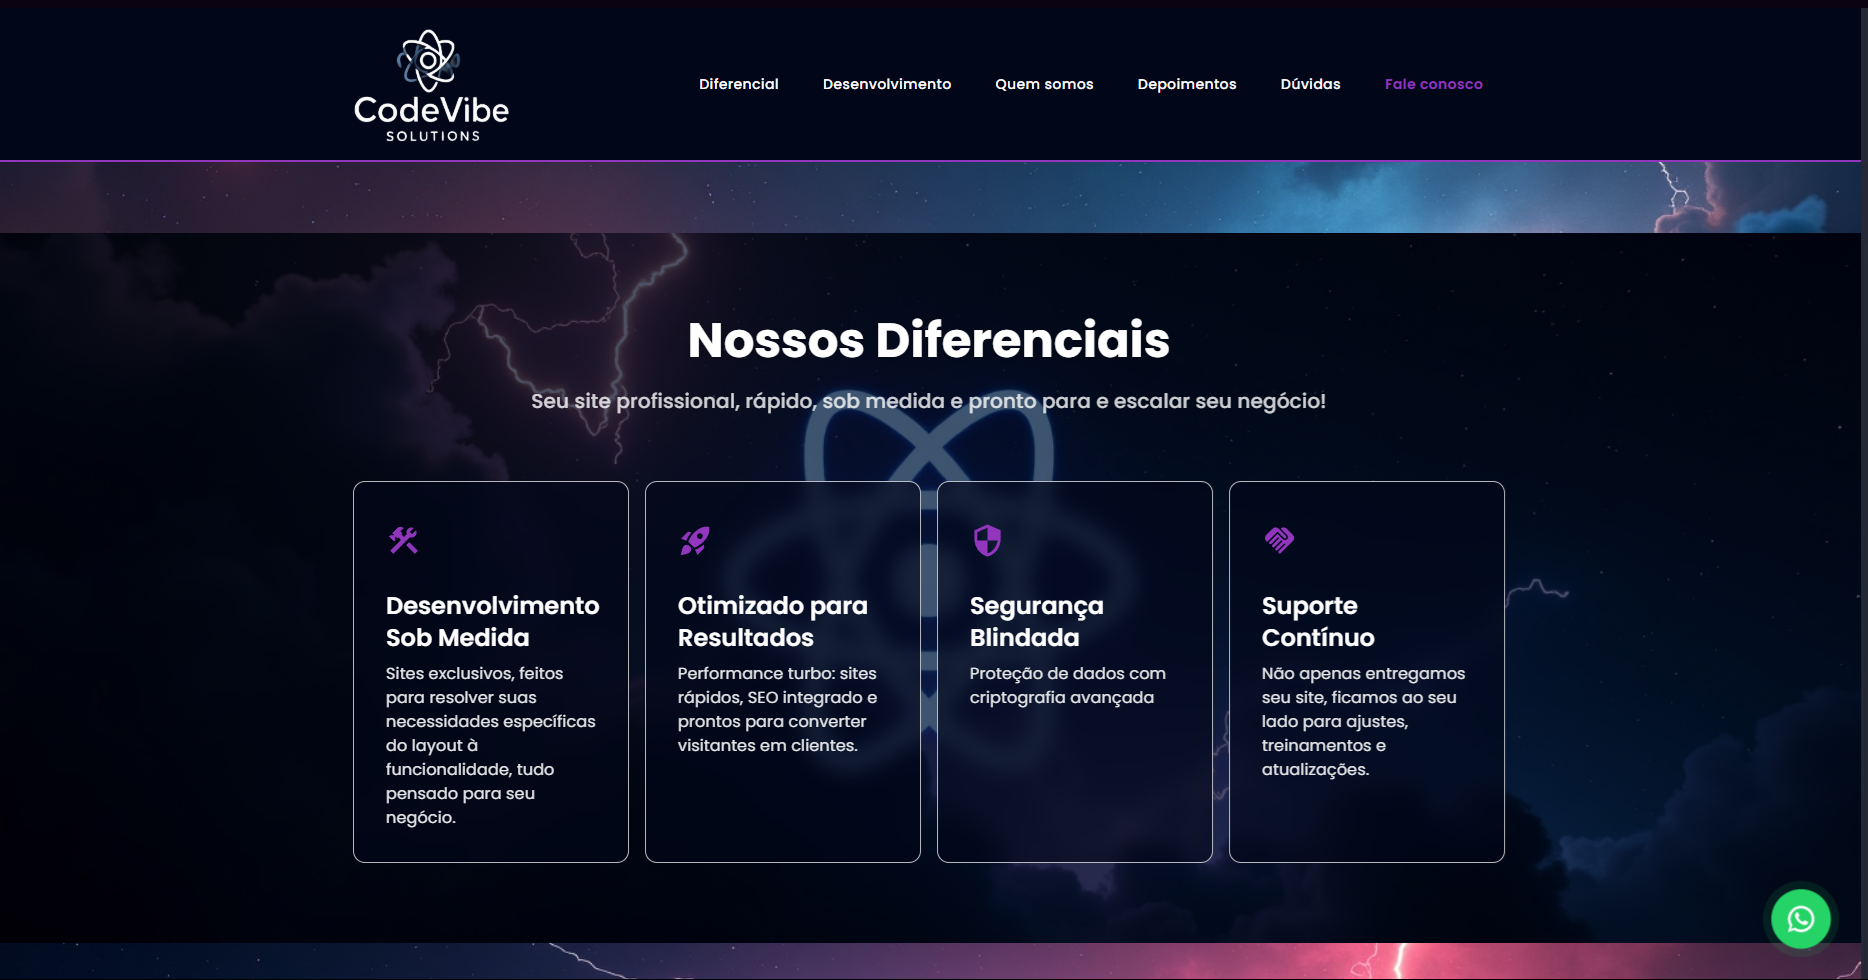 CodeVibe
SOLUTIONS
Diferencial
Desenvolvimento
Quem somos
Depoimentos
Dúvidas
Fale conosco
Nossos Diferenciais
Seu site profissional, rápido, sob medida e pronto para e escalar seu negócio!
Desenvolvimento
Sob Medida
Sites exclusivos, feitos
para resolver suas
necessidades específicas
do layout à
funcionalidade, tudo
pensado para seu
negócio.
Otimizado para
Resultados
Performance turbo: sites
rápidos, SEO integrado e
prontos para converter
visitantes em clientes.
Segurança
Blindada
Proteção de dados com
criptografia avançada
Suporte
Contínuo
Não apenas entregamos
seu site, ficamos ao seu
lado para ajustes,
treinamentos e
atualizações.